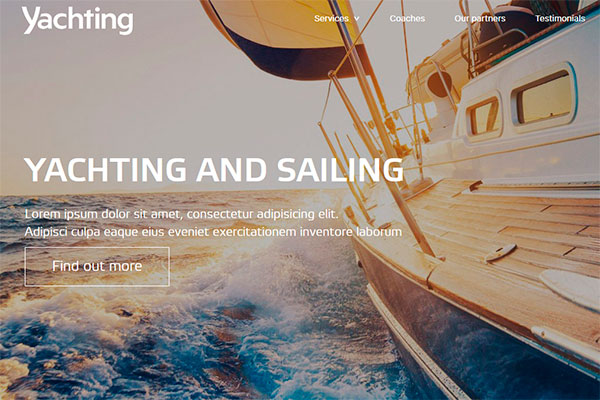 Yachting
Services
Coaches
Our partners
Testimonials
YACHTING AND SAILING
Lorem ipsum dolor sit amet, consectetur adipisicing elit.
Adipisci culpa eaque eius eveniet exercitationem inventore laborum
Find out more